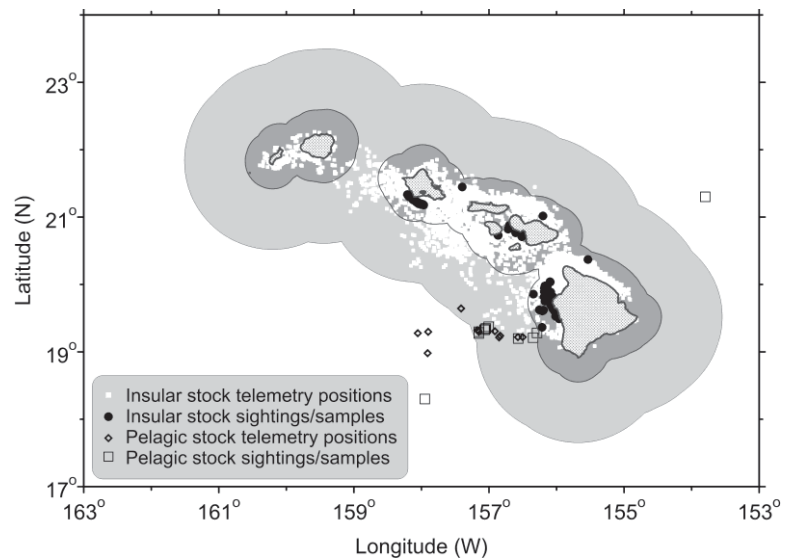 23°
21°
19°
17°
Latitude (N)
Insular stock telemetry positions
Insular stock sightings/samples
Pelagic stock telemetry positions
Pelagic stock sightings/samples
163° 161° 159° 157° 155° 153°
Longitude (W)